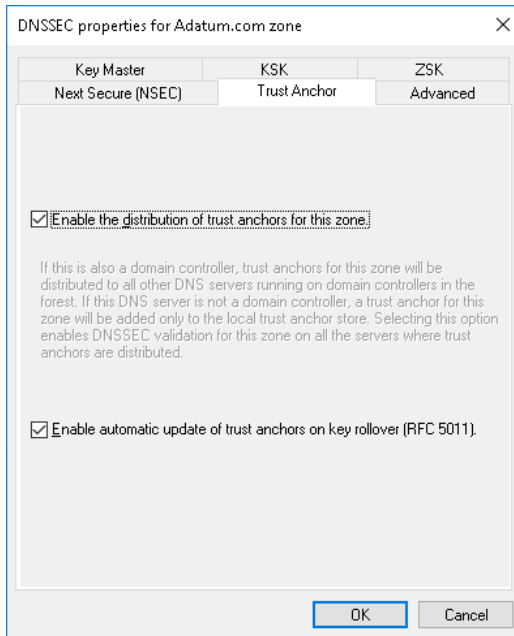 DNSSEC properties for Adatum.com zone
Key Master
KSK
ZSK
Next Secure (NSEC)
Trust Anchor
Advanced
Enable the distribution of trust anchors for this zone.
If this is also a domain controller, trust anchors for this zone will be
distributed to all other DNS servers running on domain controllers in the
forest. If this DNS server is not a domain controller, a trust anchor for this
zone will be added only to the local trust anchor store. Selecting this option
enables DNSSEC validation for this zone on all the servers where trust
anchors are distributed.
Enable automatic update of trust anchors on key rollover (RFC 5011).
OK
Cancel